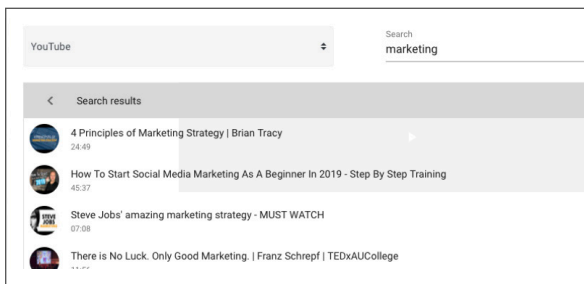 YouTube
Search
marketing
Search results
4 Principles of Marketing Strategy | Brian Tracy
24:49
How To Start Social Media Marketing As A Beginner In 2019 - Step By Step Training
45:37
STEVE
JOBS
Steve Jobs' amazing marketing strategy - MUST WATCH
07:08
There is No Luck. Only Good Marketing. | Franz Schrepf | TEDxAUCollege